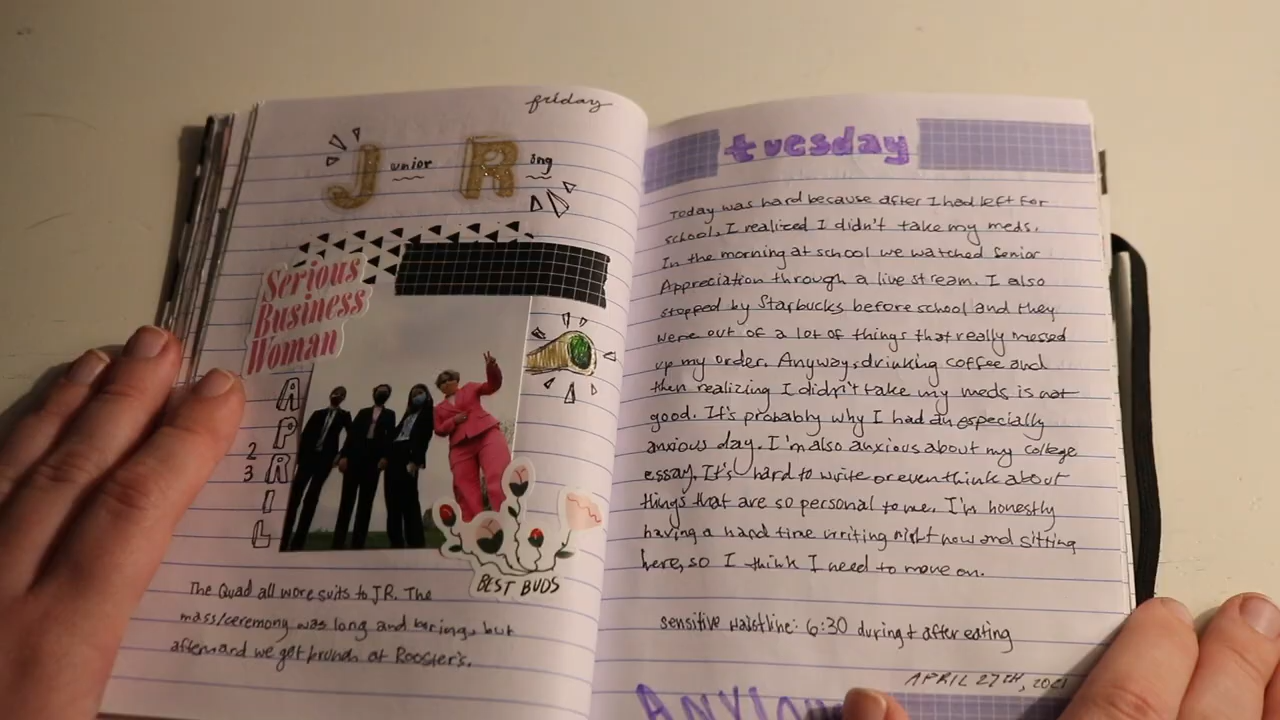 friday
Junior Ring
Serious
Business
Woman
APRIL
23
BEST BUDS
The Quad all wore suits to JR. The
mass/ceremony was long and boring, but
afterward we got brunch at Rooster's.
tuesday
Today was hard because after I had left for
school, I realized I didn't take my meds.
In the morning at school we watched Senior
Appreciation through a live stream. I also
stopped by Starbucks before school and they
were out of a lot of things that really messed
up my order. Anyway, drinking coffee and
then realizing I didn't take my meds is not
good. It's probably why I had an especially
anxious day. I'm also anxious about my college
essay. It's hard to write or even think about
things that are so personal to me. I'm honestly
having a hard time writing right now and sitting
here, so I think I need to move on.
sensitive waistline: 6:30 during + after eating
APRIL 27TH, 2021